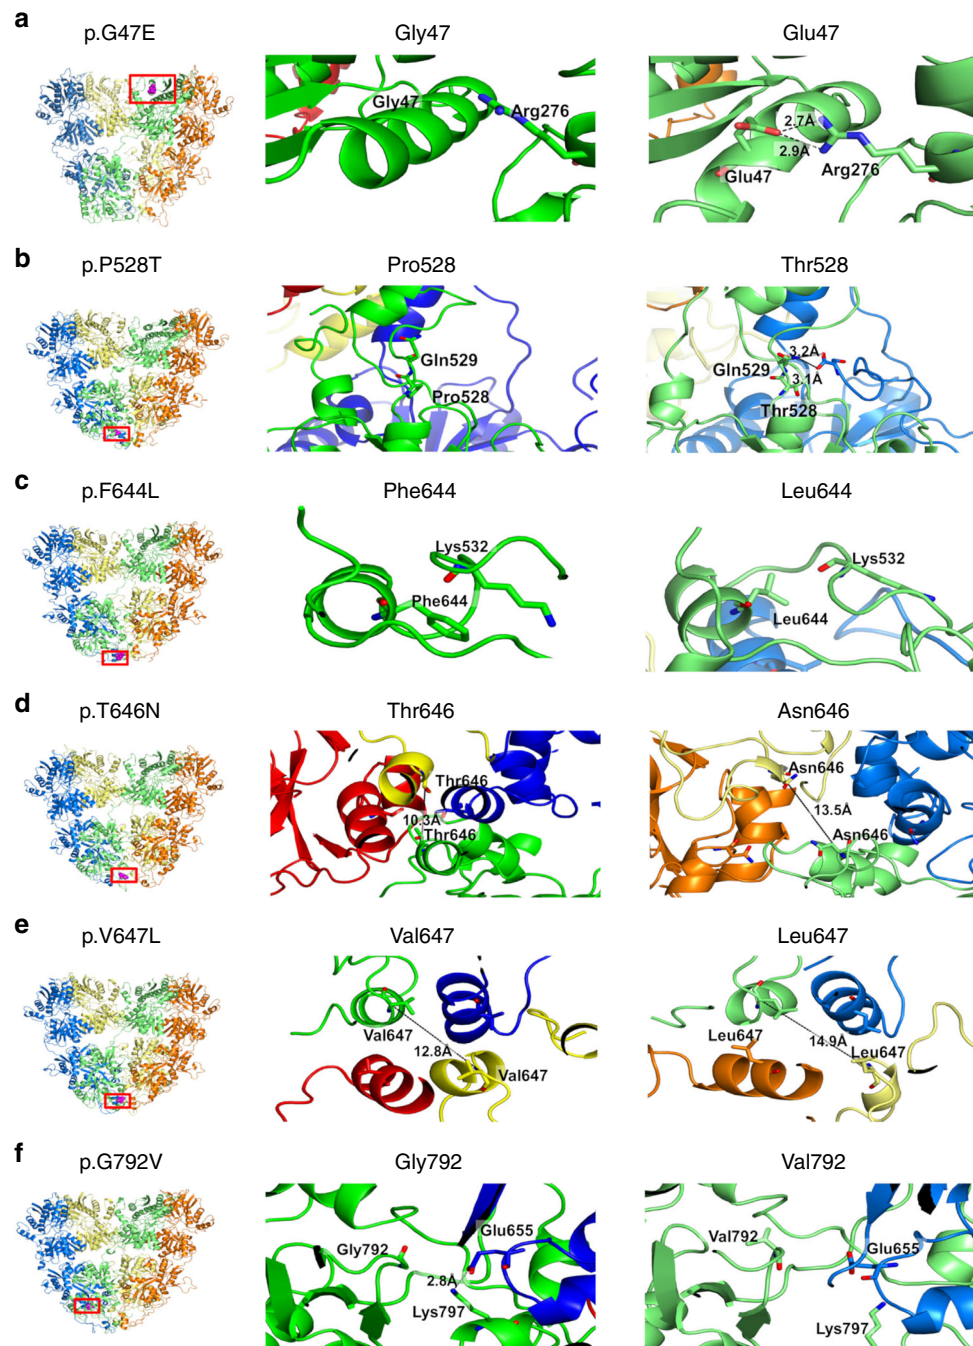 a
p.G47E
Gly47
Glu47
Gly47
Arg276
2.7Å
2.9Å
Glu47
Arg276
b
p.P528T
Pro528
Thr528
Gln529
Pro528
3.2Å
Gln529
3.1Å
Thr528
c
p.F644L
Phe644
Leu644
Lys532
Phe644
Lys532
Leu644
d
p.T646N
Thr646
Asn646
Thr646
10.3Å
Thr646
Asn646
13.5Å
Asn646
e
p.V647L
Val647
Leu647
Val647
12.8Å
Val647
Leu647
14.9Å
Leu647
f
p.G792V
Gly792
Val792
Glu655
Gly792
2.8Å
Lys797
Val792
Glu655
Lys797